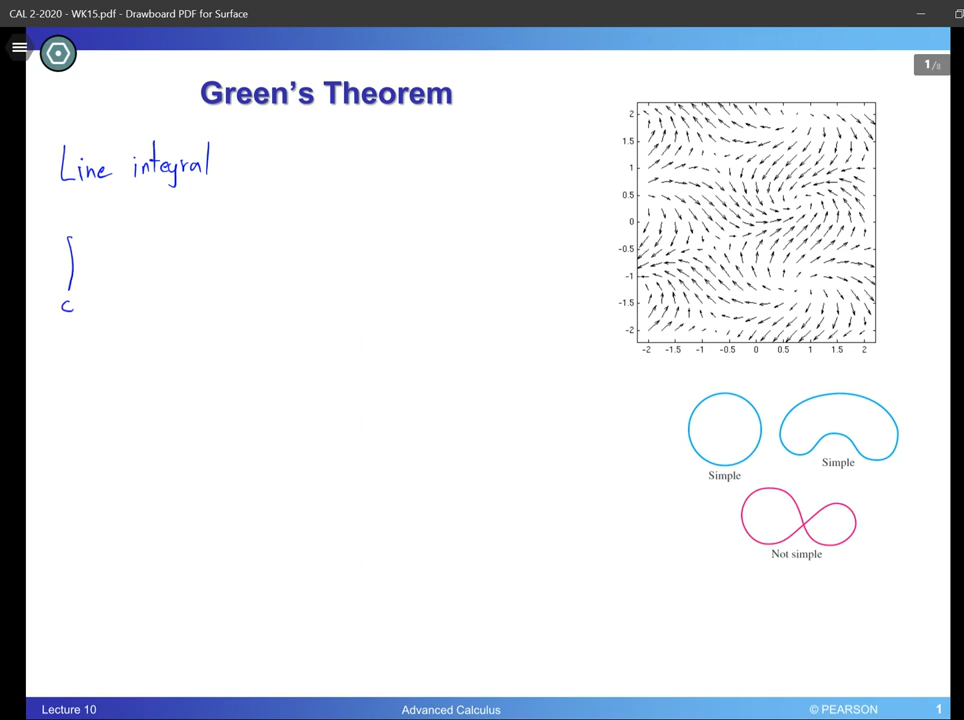 CAL 2-2020 - WK15.pdf - Drawboard PDF for Surface
1/8
Green's Theorem
Line integral
∫
c
2
1.5
1
0.5
0
-0.5
-1
-1.5
-2
-2 -1.5 -1 -0.5 0 0.5 1 1.5 2
Simple
Simple
Not simple
Lecture 10 Advanced Calculus © PEARSON 1